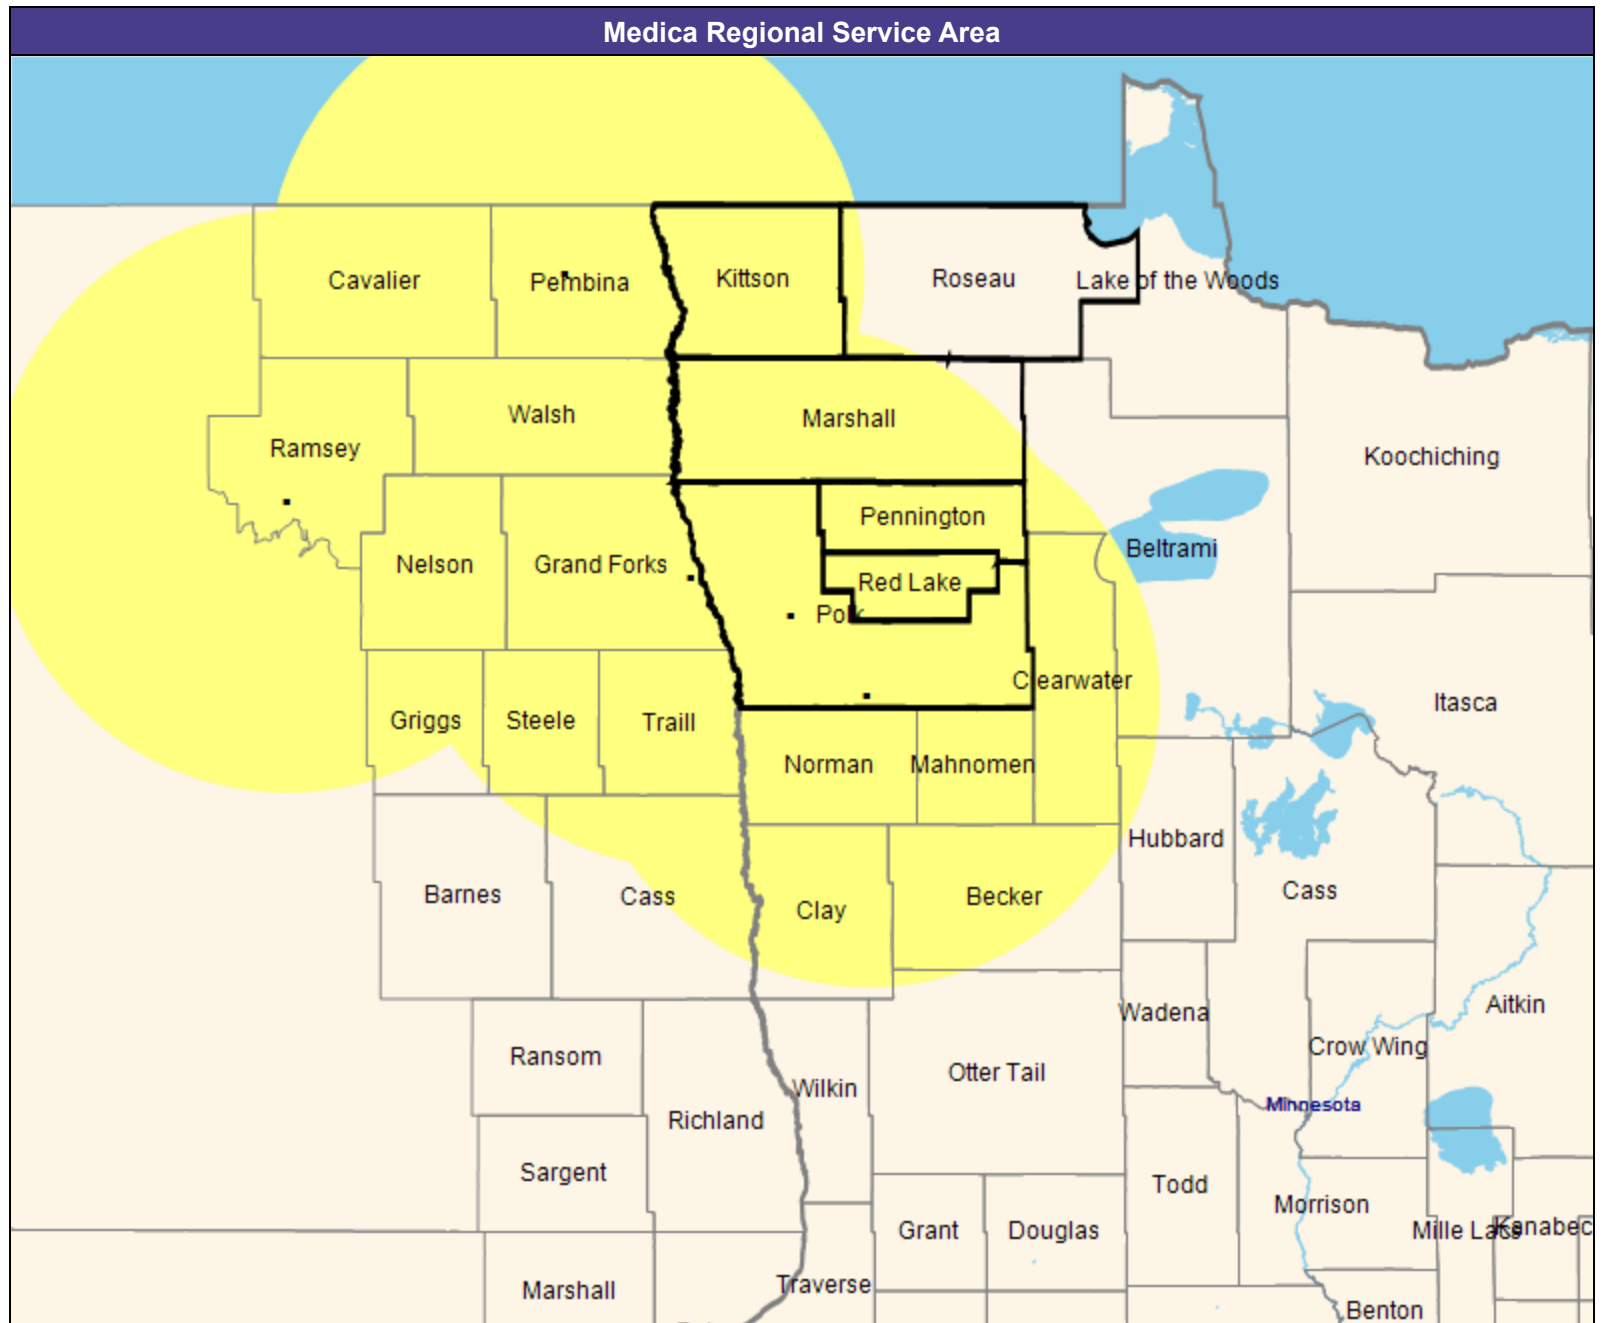 Medica Regional Service Area
Cavalier
Pembina
Kittson
Roseau
Lake of the Woods
Walsh
Marshall
Ramsey
Koochiching
Pennington
Beltrami
Nelson
Grand Forks
Red Lake
Polk
Clearwater
Itasca
Griggs
Steele
Traill
Norman
Mahnomen
Hubbard
Barnes
Cass
Clay
Becker
Cass
Wadena
Aitkin
Crow Wing
Ransom
Otter Tail
Wilkin
Minnesota
Richland
Sargent
Todd
Morrison
Grant
Douglas
Mille Lacs
Kanabec
Marshall
Traverse
Benton